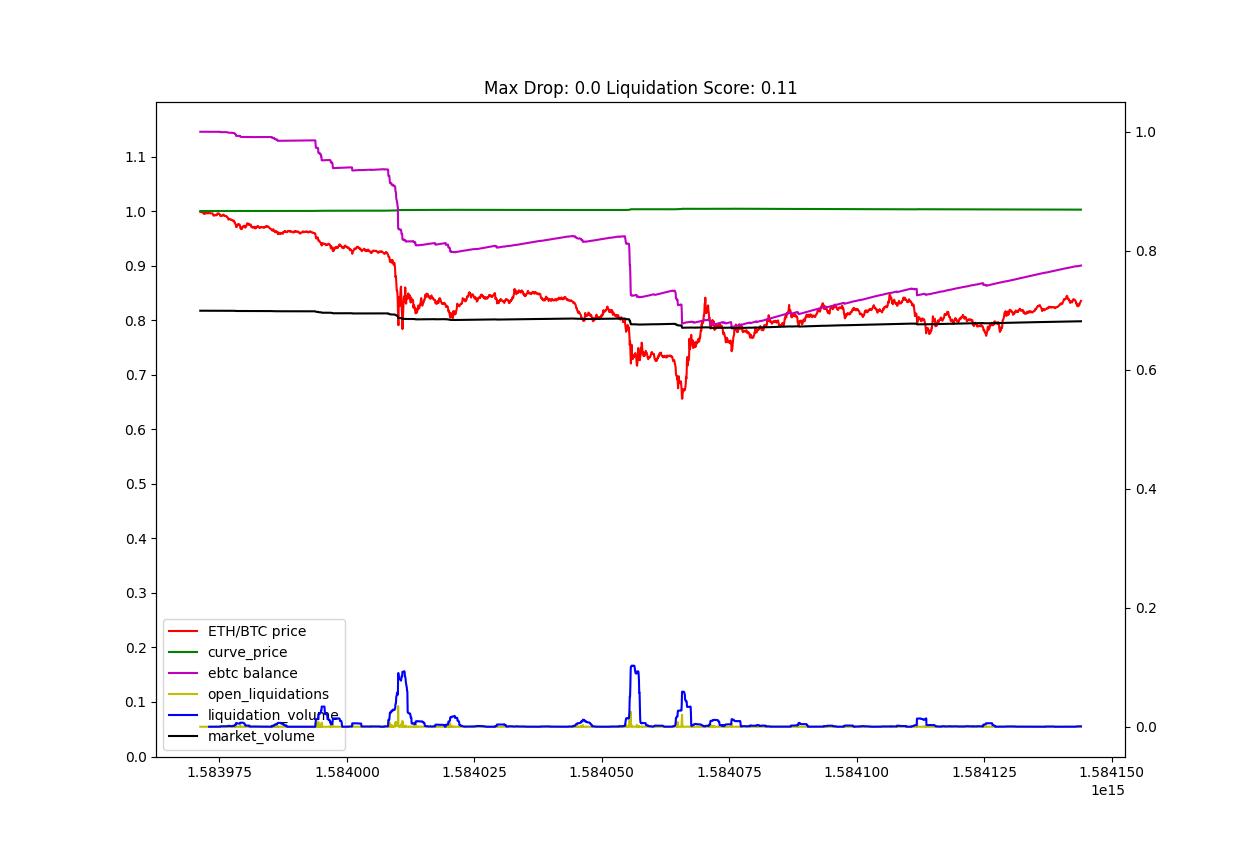 Max Drop: 0.0 Liquidation Score: 0.11
1.1
1.0
0.9
0.8
0.7
0.6
0.5
0.4
0.3
0.2
0.1
0.0
1.0
0.8
0.6
0.4
0.2
0.0
ETH/BTC price
curve_price
ebtc balance
open_liquidations
liquidation_volume
market_volume
1.583975 1.584000 1.584025 1.584050 1.584075 1.584100 1.584125 1.584150
1e15